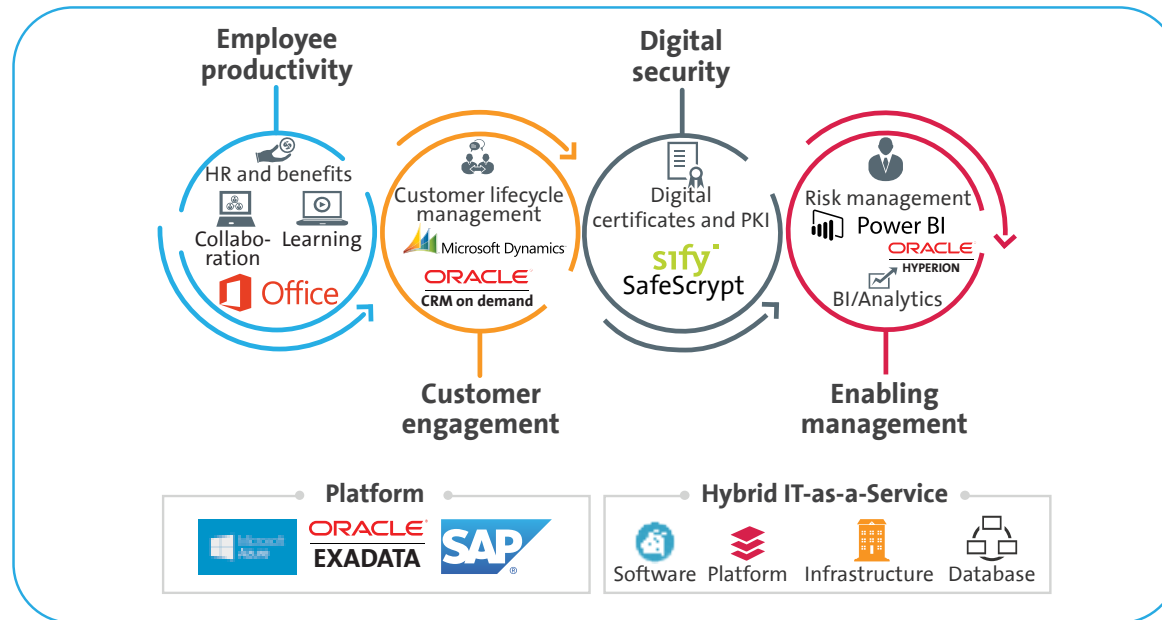 Employee
productivity
Digital
security
HR and benefits
Collabo-
ration
Learning
Office
Customer lifecycle
management
Microsoft Dynamics
ORACLE
CRM on demand
Digital
certificates and PKI
sify
SafeScrypt
Risk management
Power BI
ORACLE
HYPERION
BI/Analytics
Customer
engagement
Enabling
management
Platform
Microsoft
Azure
ORACLE
EXADATA
SAP
Hybrid IT-as-a-Service
Software
Platform
Infrastructure
Database